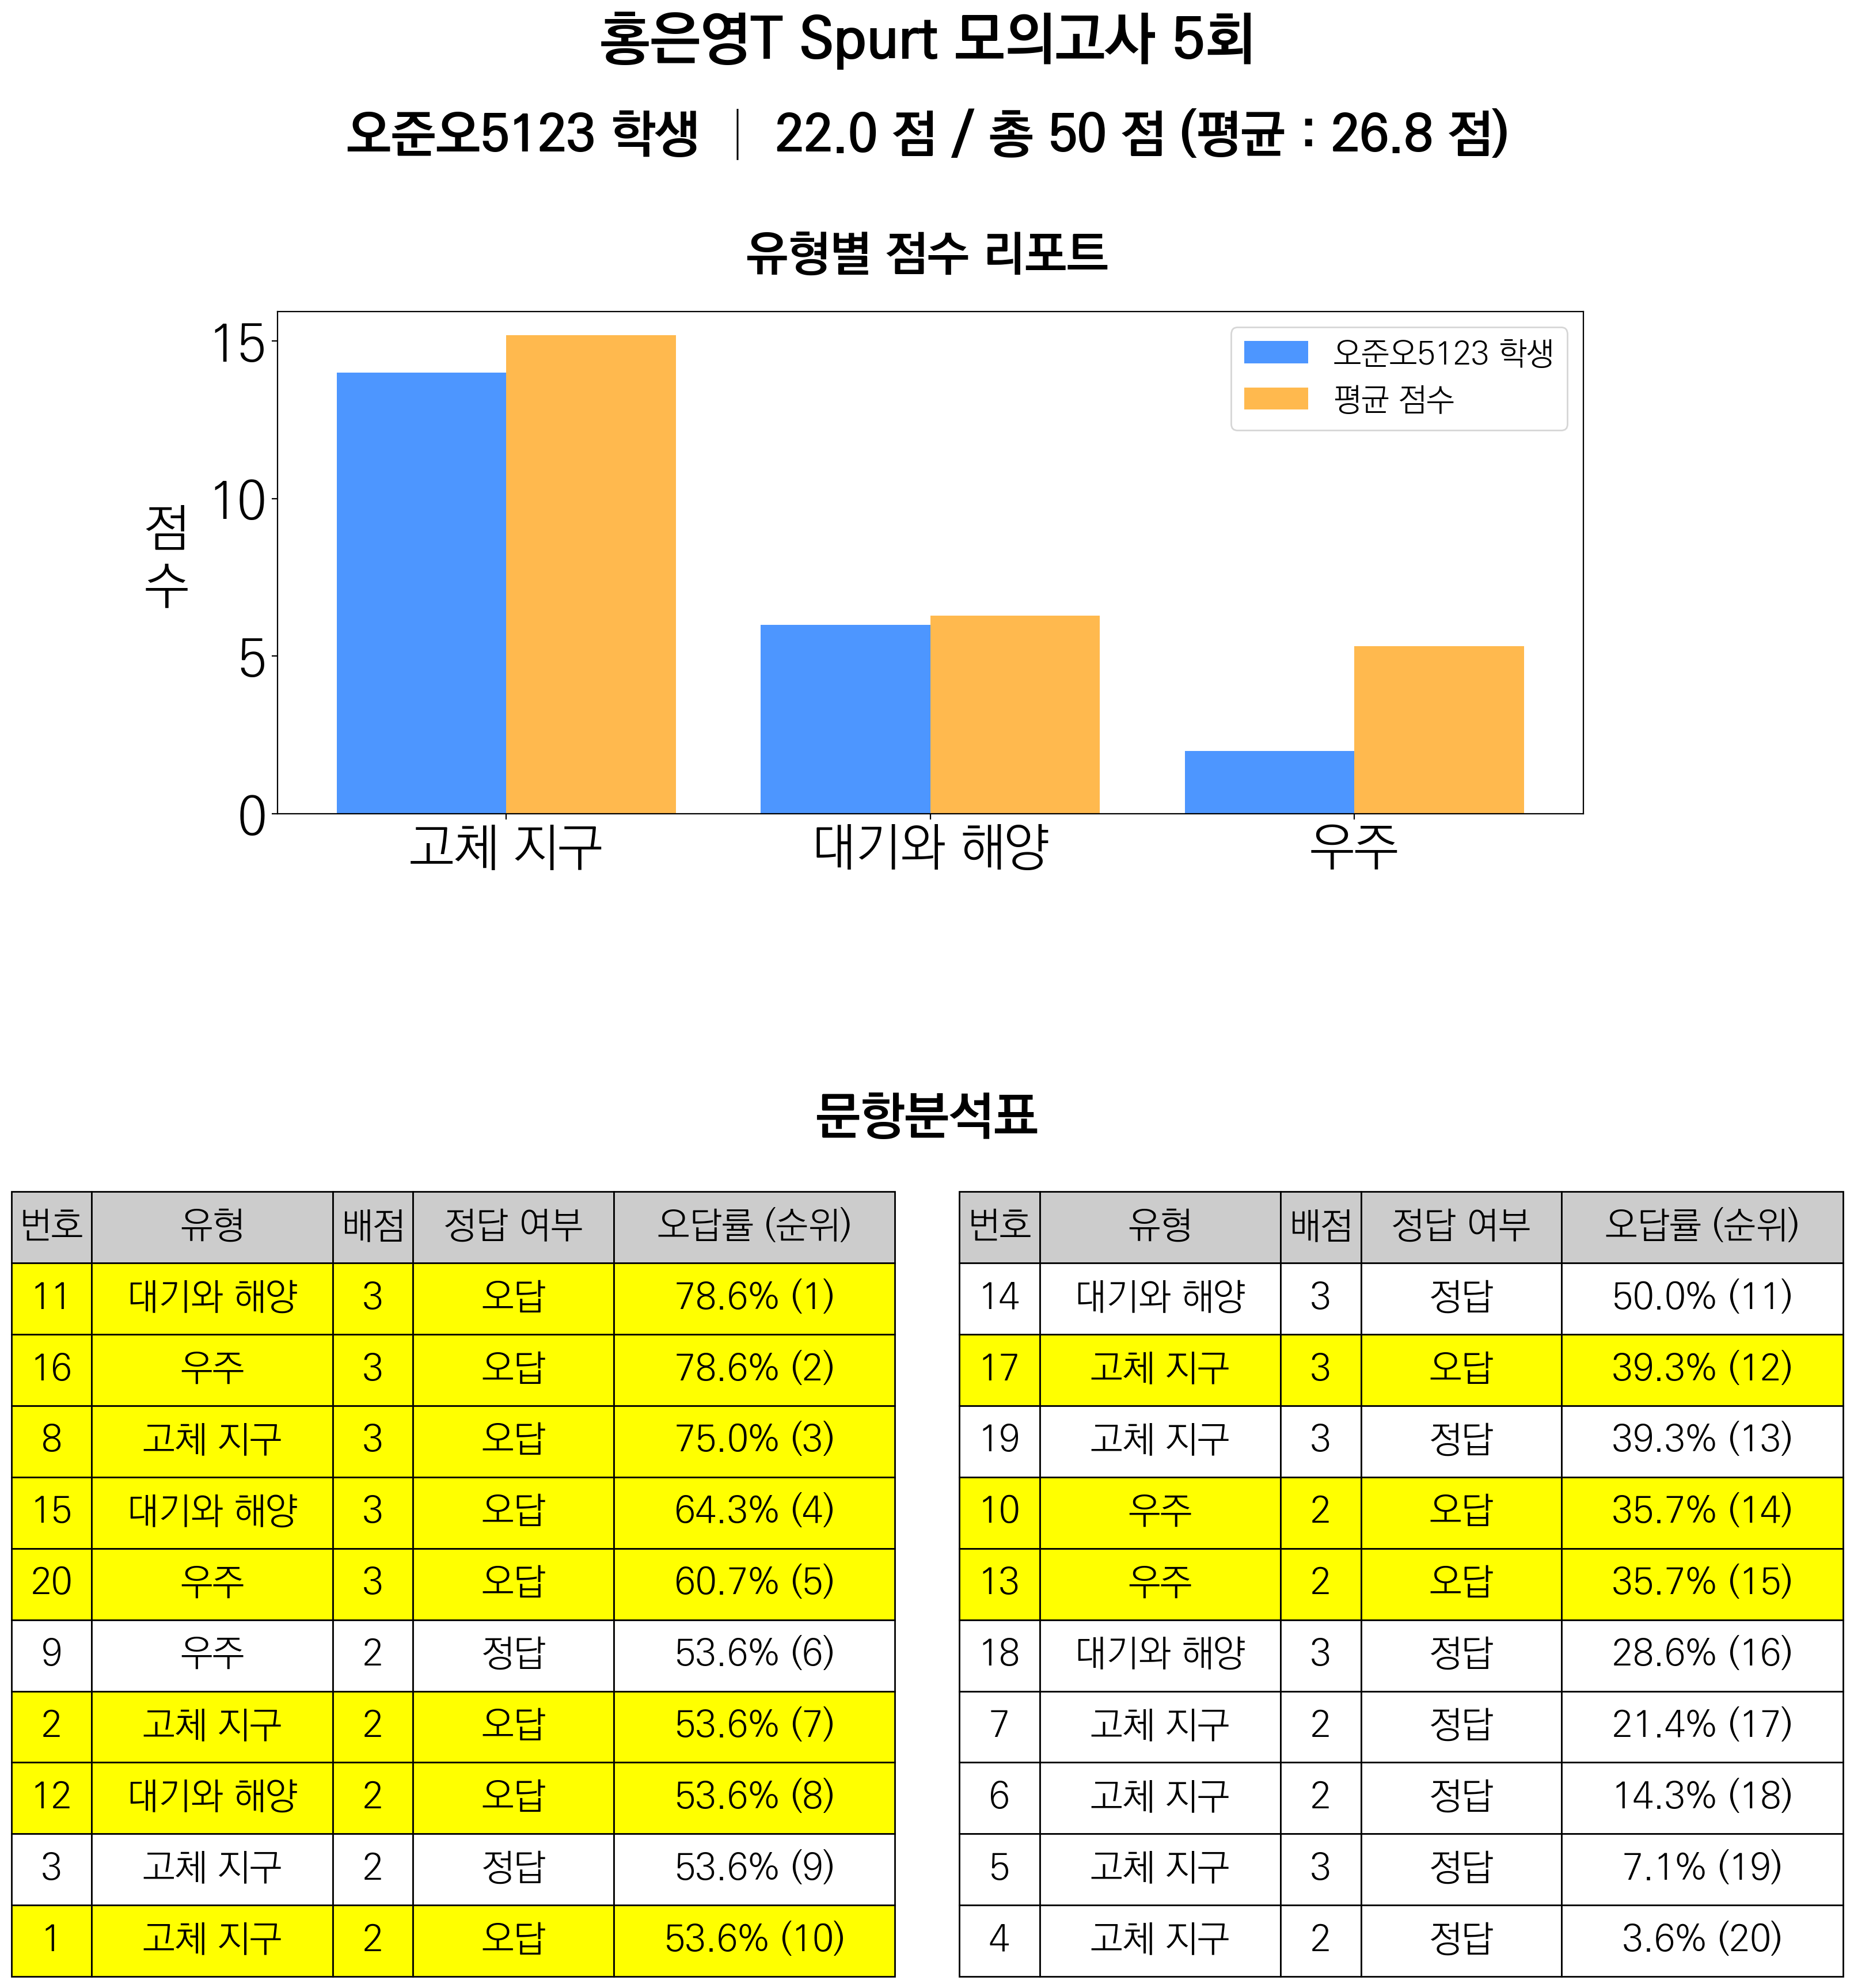 홍은영T Spurt 모의고사 5회
오준오5123 학생 │ 22.0 점 / 총 50 점 (평균 : 26.8 점)
유형별 점수 리포트
점수
15
10
5
0
오준오5123 학생
평균 점수
고체 지구 대기와 해양 우주
문항분석표
번호 유형 배점 정답 여부 오답률 (순위)
11 대기와 해양 3 오답 78.6% (1)
16 우주 3 오답 78.6% (2)
8 고체 지구 3 오답 75.0% (3)
15 대기와 해양 3 오답 64.3% (4)
20 우주 3 오답 60.7% (5)
9 우주 2 정답 53.6% (6)
2 고체 지구 2 오답 53.6% (7)
12 대기와 해양 2 오답 53.6% (8)
3 고체 지구 2 정답 53.6% (9)
1 고체 지구 2 오답 53.6% (10)
번호 유형 배점 정답 여부 오답률 (순위)
14 대기와 해양 3 정답 50.0% (11)
17 고체 지구 3 오답 39.3% (12)
19 고체 지구 3 정답 39.3% (13)
10 우주 2 오답 35.7% (14)
13 우주 2 오답 35.7% (15)
18 대기와 해양 3 정답 28.6% (16)
7 고체 지구 2 정답 21.4% (17)
6 고체 지구 2 정답 14.3% (18)
5 고체 지구 3 정답 7.1% (19)
4 고체 지구 2 정답 3.6% (20)